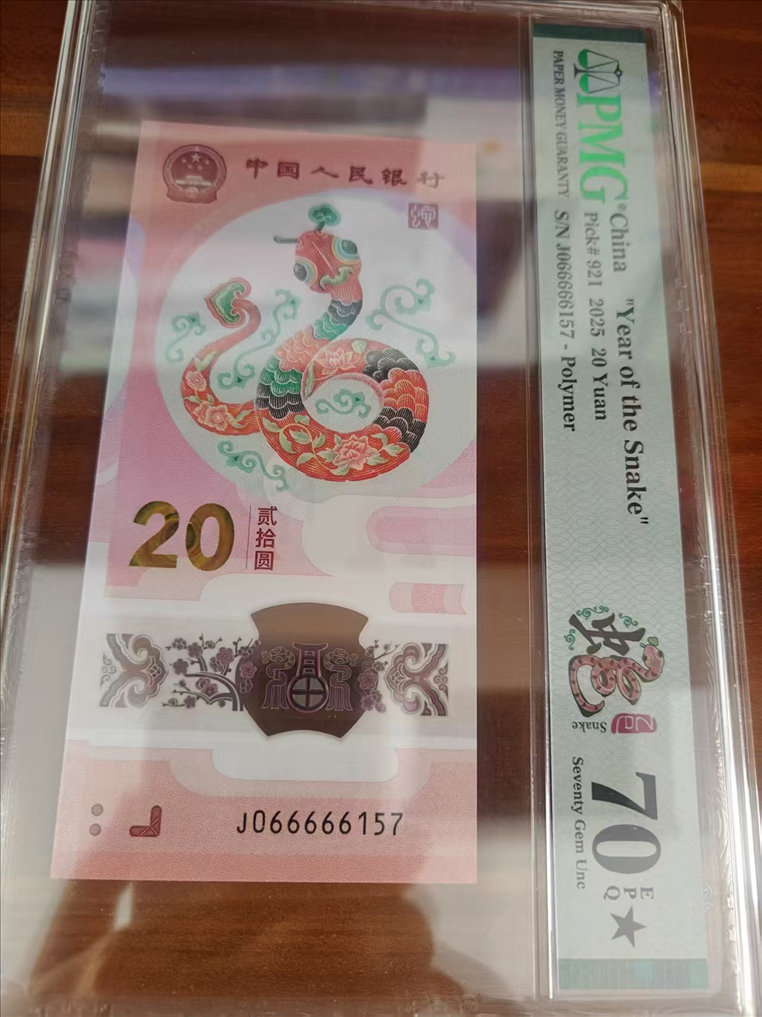 中国人民银行
20
贰拾圆
J066666157
PMG®
PAPER MONEY GUARANTY
China "Year of the Snake"
Pick# 921 2025 20 Yuan
S/N J066666157 - Polymer
蛇
Snake
70 EPQ★
Seventy Gem Unc